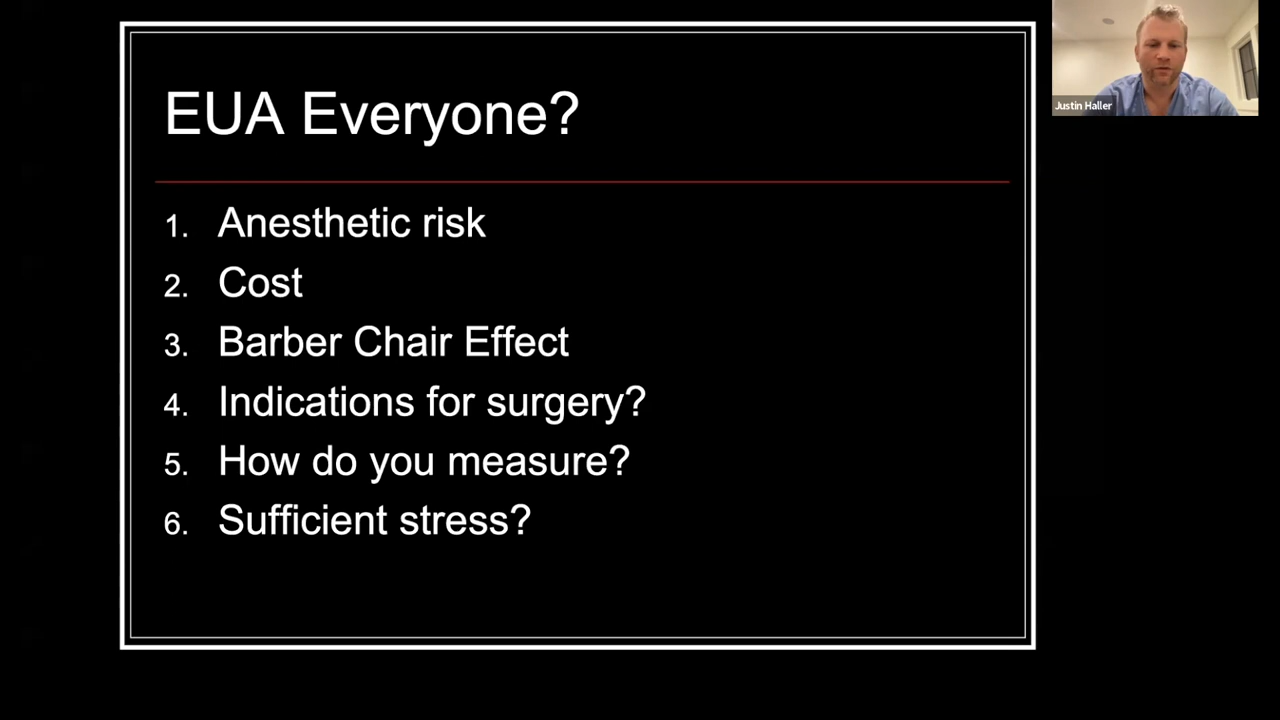 EUA Everyone?
1. Anesthetic risk
2. Cost
3. Barber Chair Effect
4. Indications for surgery?
5. How do you measure?
6. Sufficient stress?
Justin Haller